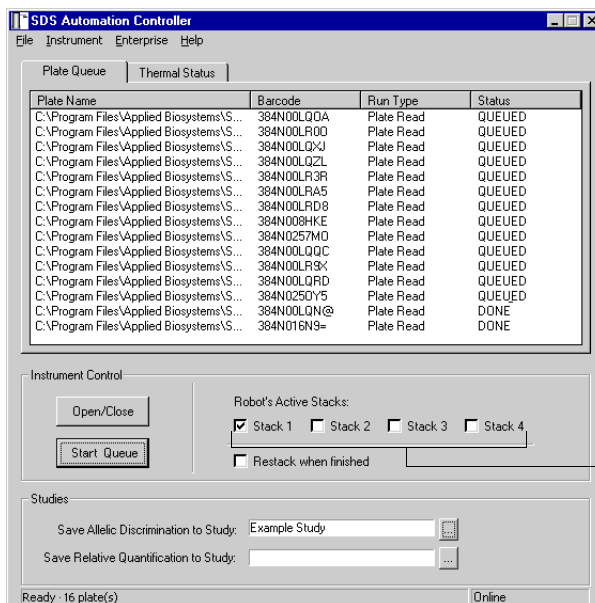 SDS Automation Controller
File Instrument Enterprise Help
Plate Queue Thermal Status
Plate Name Barcode Run Type Status
C:\Program Files\Applied Biosystems\S... 384N00LQOA Plate Read QUEUED
C:\Program Files\Applied Biosystems\S... 384N00LR00 Plate Read QUEUED
C:\Program Files\Applied Biosystems\S... 384N00LQXJ Plate Read QUEUED
C:\Program Files\Applied Biosystems\S... 384N00LQZL Plate Read QUEUED
C:\Program Files\Applied Biosystems\S... 384N00LR3R Plate Read QUEUED
C:\Program Files\Applied Biosystems\S... 384N00LRA5 Plate Read QUEUED
C:\Program Files\Applied Biosystems\S... 384N00LRD8 Plate Read QUEUED
C:\Program Files\Applied Biosystems\S... 384N008HKE Plate Read QUEUED
C:\Program Files\Applied Biosystems\S... 384N0257M0 Plate Read QUEUED
C:\Program Files\Applied Biosystems\S... 384N00LQQC Plate Read QUEUED
C:\Program Files\Applied Biosystems\S... 384N00LR9X Plate Read QUEUED
C:\Program Files\Applied Biosystems\S... 384N00LQRD Plate Read QUEUED
C:\Program Files\Applied Biosystems\S... 384N0250Y5 Plate Read QUEUED
C:\Program Files\Applied Biosystems\S... 384N00LQN@ Plate Read DONE
C:\Program Files\Applied Biosystems\S... 384N016N9= Plate Read DONE
Instrument Control
Open/Close
Start Queue
Robot's Active Stacks:
Stack 1 Stack 2 Stack 3 Stack 4
Restack when finished
Studies
Save Allelic Discrimination to Study: Example Study ...
Save Relative Quantification to Study: ...
Ready - 16 plate(s) Online